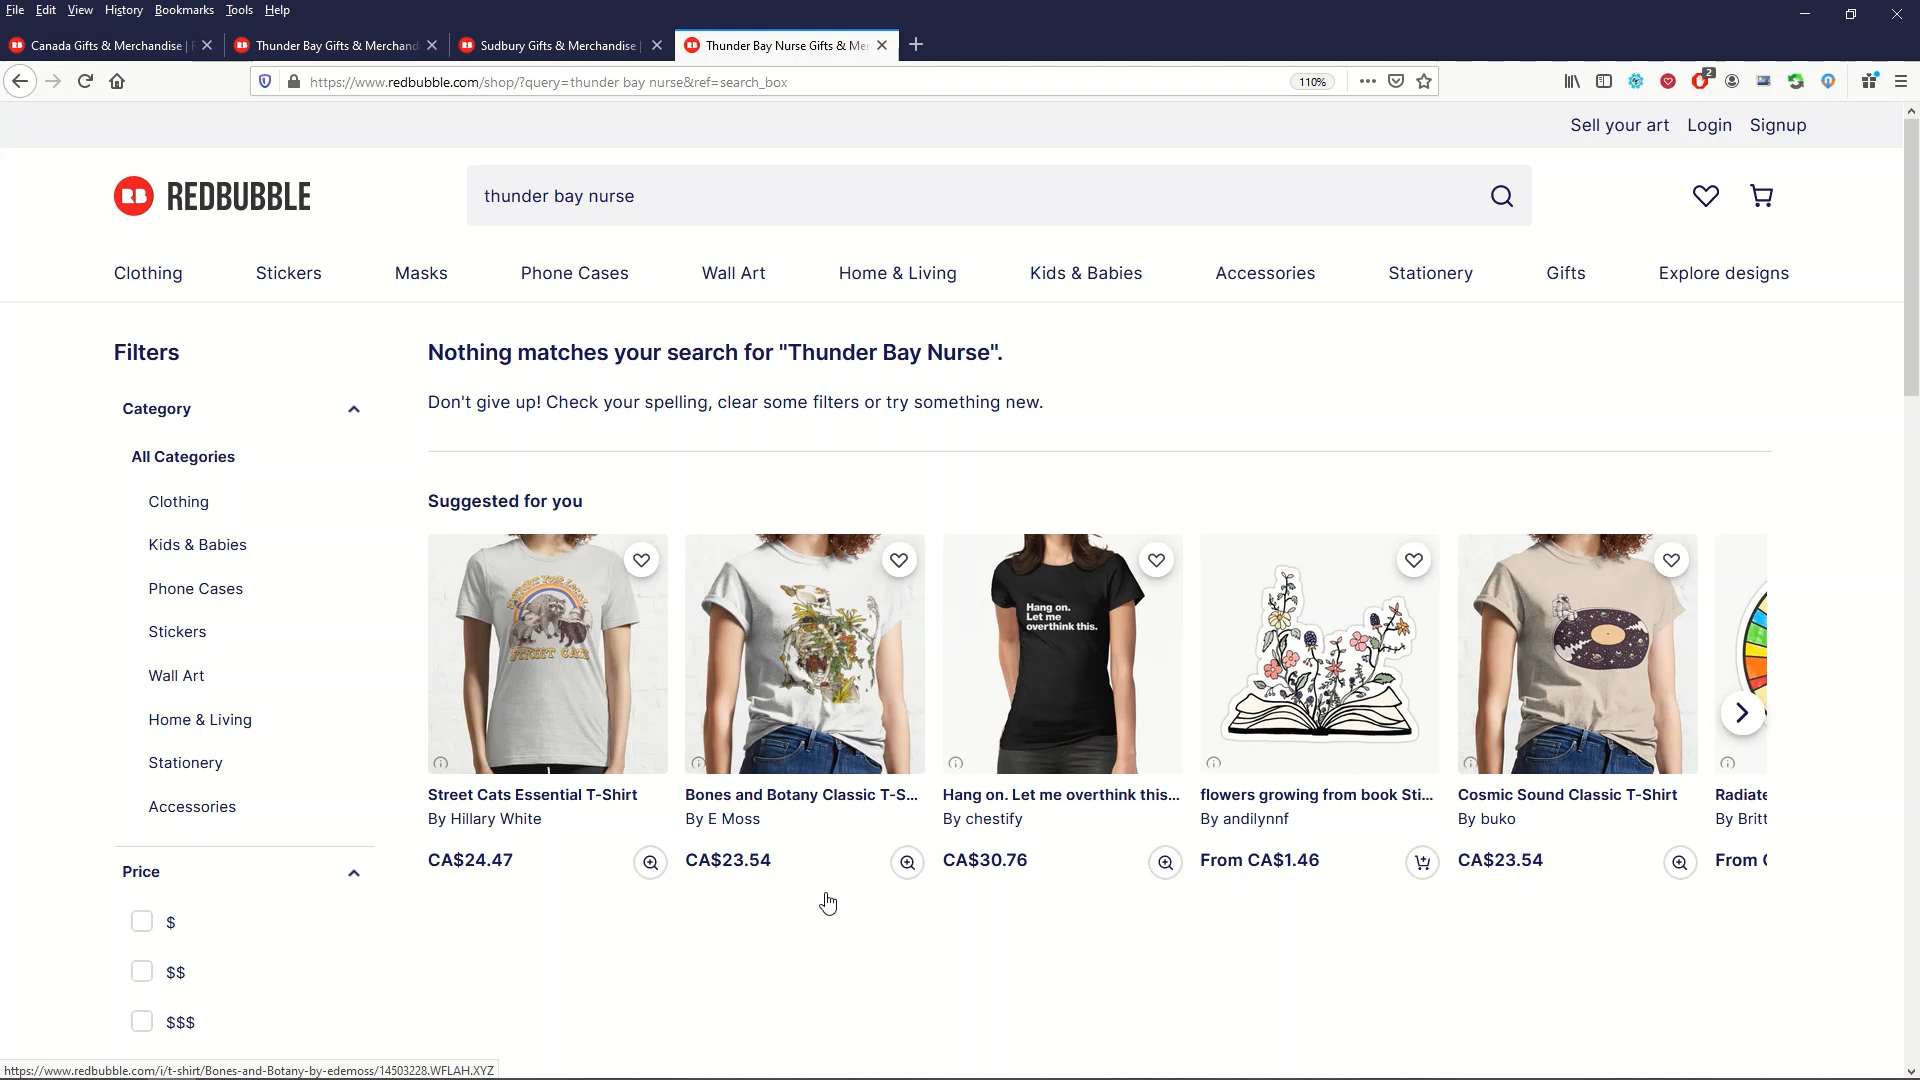 File Edit View History Bookmarks Tools Help
Canada Gifts & Merchandise |
Thunder Bay Gifts & Merchand
Sudbury Gifts & Merchandise |
Thunder Bay Nurse Gifts & Mer
https://www.redbubble.com/shop/?query=thunder bay nurse&ref=search_box
110%
2
Sell your art Login Signup
RB REDBUBBLE
thunder bay nurse
Clothing Stickers Masks Phone Cases Wall Art Home & Living Kids & Babies Accessories Stationery Gifts Explore designs
Filters
Category
All Categories
Clothing
Kids & Babies
Phone Cases
Stickers
Wall Art
Home & Living
Stationery
Accessories
Price
$
$$
$$$
Nothing matches your search for "Thunder Bay Nurse".
Don't give up! Check your spelling, clear some filters or try something new.
Suggested for you
STREET CATS
Hang on.
Let me
overthink this.
Street Cats Essential T-Shirt
By Hillary White
CA$24.47
Bones and Botany Classic T-S...
By E Moss
CA$23.54
Hang on. Let me overthink this...
By chestify
CA$30.76
flowers growing from book Sti...
By andilynnf
From CA$1.46
Cosmic Sound Classic T-Shirt
By buko
CA$23.54
Radiate
By Britt
From
https://www.redbubble.com/i/t-shirt/Bones-and-Botany-by-edemoss/14503228.WFLAH.XYZ